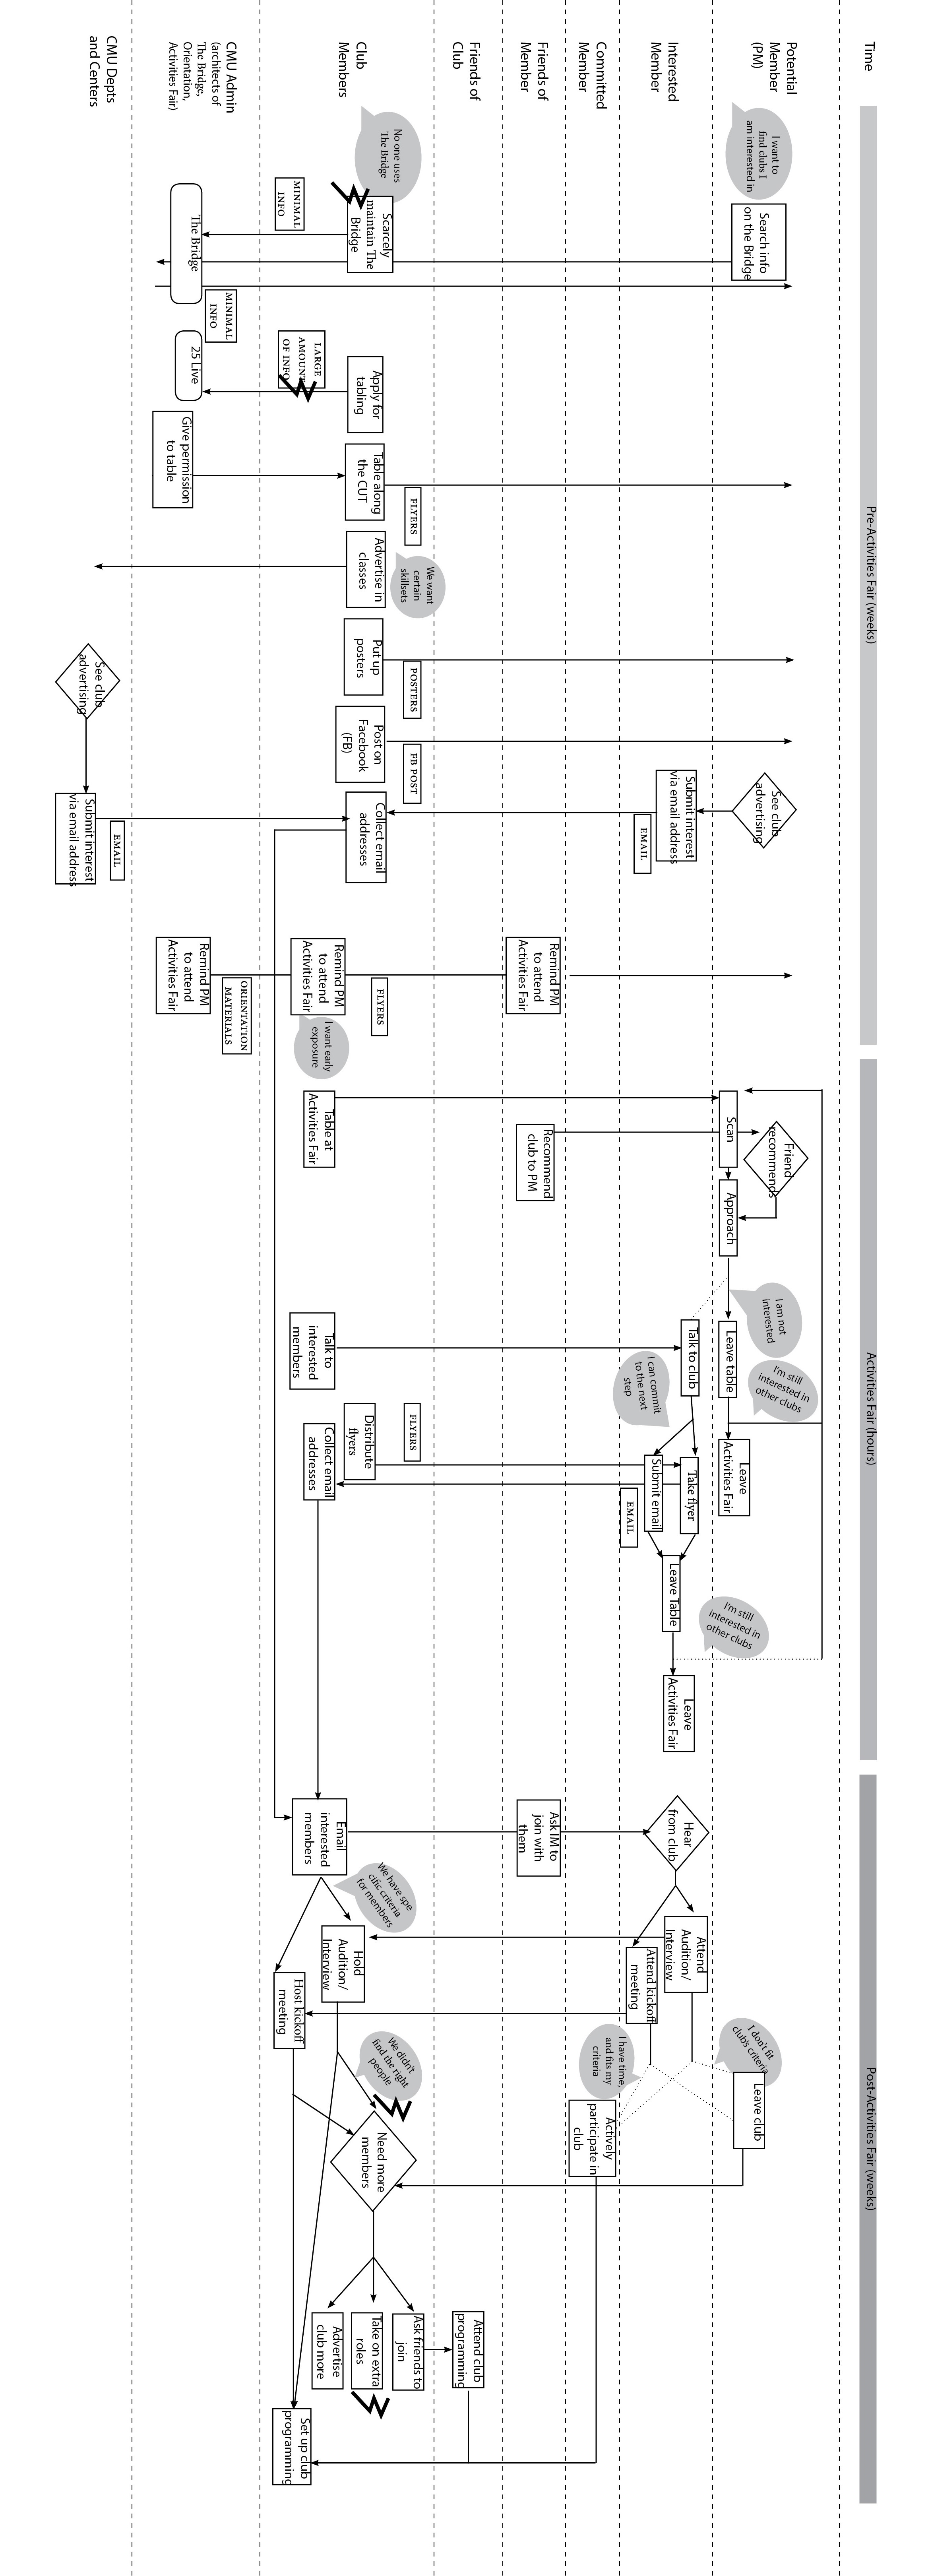 Time
Pre-Activities Fair (weeks)
Activities Fair (hours)
Post-Activities Fair (weeks)
Potential
Member
(PM)
I want to
find clubs I
am interested in
Search info
on the Bridge
See club
advertising
Scan
Friend
recommends
Approach
I am not
interested
Leave table
I'm still
interested in
other clubs
Leave
Activities Fair
I'm still
interested in
other clubs
I don't fit
club's criteria
Leave club
Interested
Member
Submit interest
via email address
EMAIL
Talk to club
I can commit
to the next
step
Take flyer
Submit email
EMAIL
Leave Table
Leave
Activities Fair
Hear
from club
Attend
Audition/
Interview
Attend kickoff
meeting
Committed
Member
I have time,
and fits my
criteria
Actively
participate in
club
Friends of
Member
Remind PM
to attend
Activities Fair
Recommend
club to PM
Ask IM to
join with
them
Friends of
Club
Attend club
programming
Club
Members
No one uses
The Bridge
Scarcely
maintain The
Bridge
MINIMAL
INFO
LARGE
AMOUNT
OF INFO
Apply for
tabling
Table along
the CUT
FLYERS
Advertise in
classes
We want
certain
skillsets
Put up
posters
POSTERS
Post on
Facebook
(FB)
FB POST
Collect email
addresses
Remind PM
to attend
Activities Fair
FLYERS
I want early
exposure
Table at
Activities Fair
Talk to
interested
members
Distribute
flyers
FLYERS
Collect email
addresses
Email
interested
members
We have spe
cific criteria
for members
Hold
Audition/
Interview
Host kickoff
meeting
We didn't
find the right
people
Need more
members
Ask friends to
join
Take on extra
roles
Advertise
club more
Set up club
programming
CMU Admin
(architects of
The Bridge,
Orientation,
Activities Fair)
The Bridge
MINIMAL
INFO
25 Live
Give permission
to table
Remind PM
to attend
Activities Fair
ORIENTATION
MATERIALS
CMU Depts
and Centers
See club
advertising
Submit interest
via email address
EMAIL